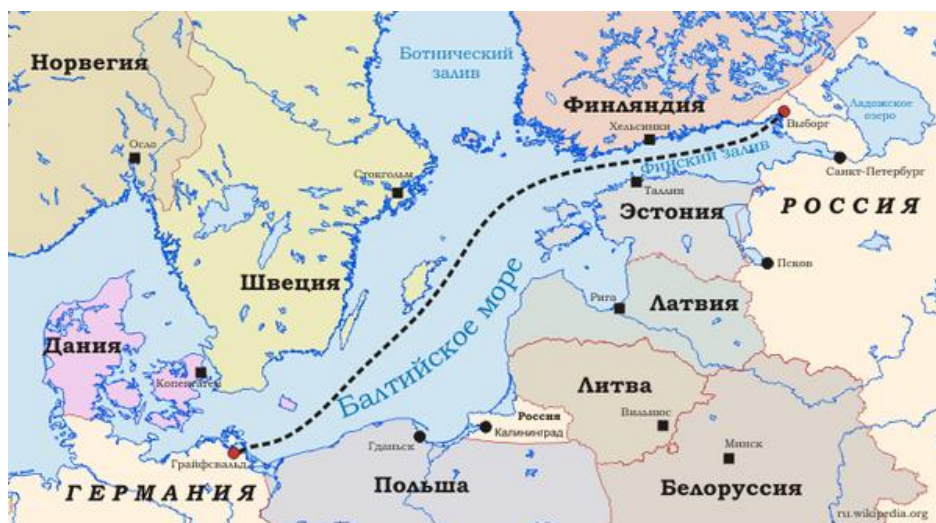 Норвегия
Ботнический
залив
Финляндия
Ладожское
озеро
Выборг
Хельсинки
Осло
Финский залив
Санкт-Петербург
Стокгольм
Таллин
Эстония
РОССИЯ
Псков
Швеция
Балтийское море
Рига
Латвия
Дания
Копенгаген
Литва
Россия
Калининград
Вильнюс
Минск
Гданьск
Грайфсвальд
ГЕРМАНИЯ
Польша
Белоруссия
ru.wikipedia.org